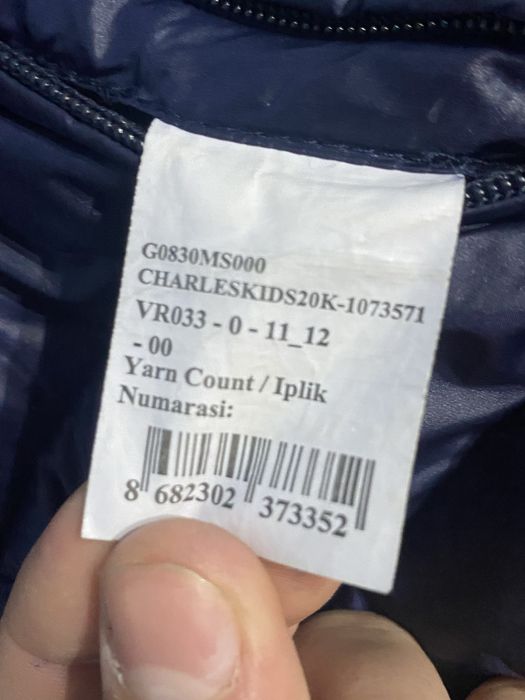 G0830MS000
CHARLESKIDS20K-1073571
VR033 - 0 - 11_12
- 00
Yarn Count / Iplik
Numarasi:
8 682302 373352